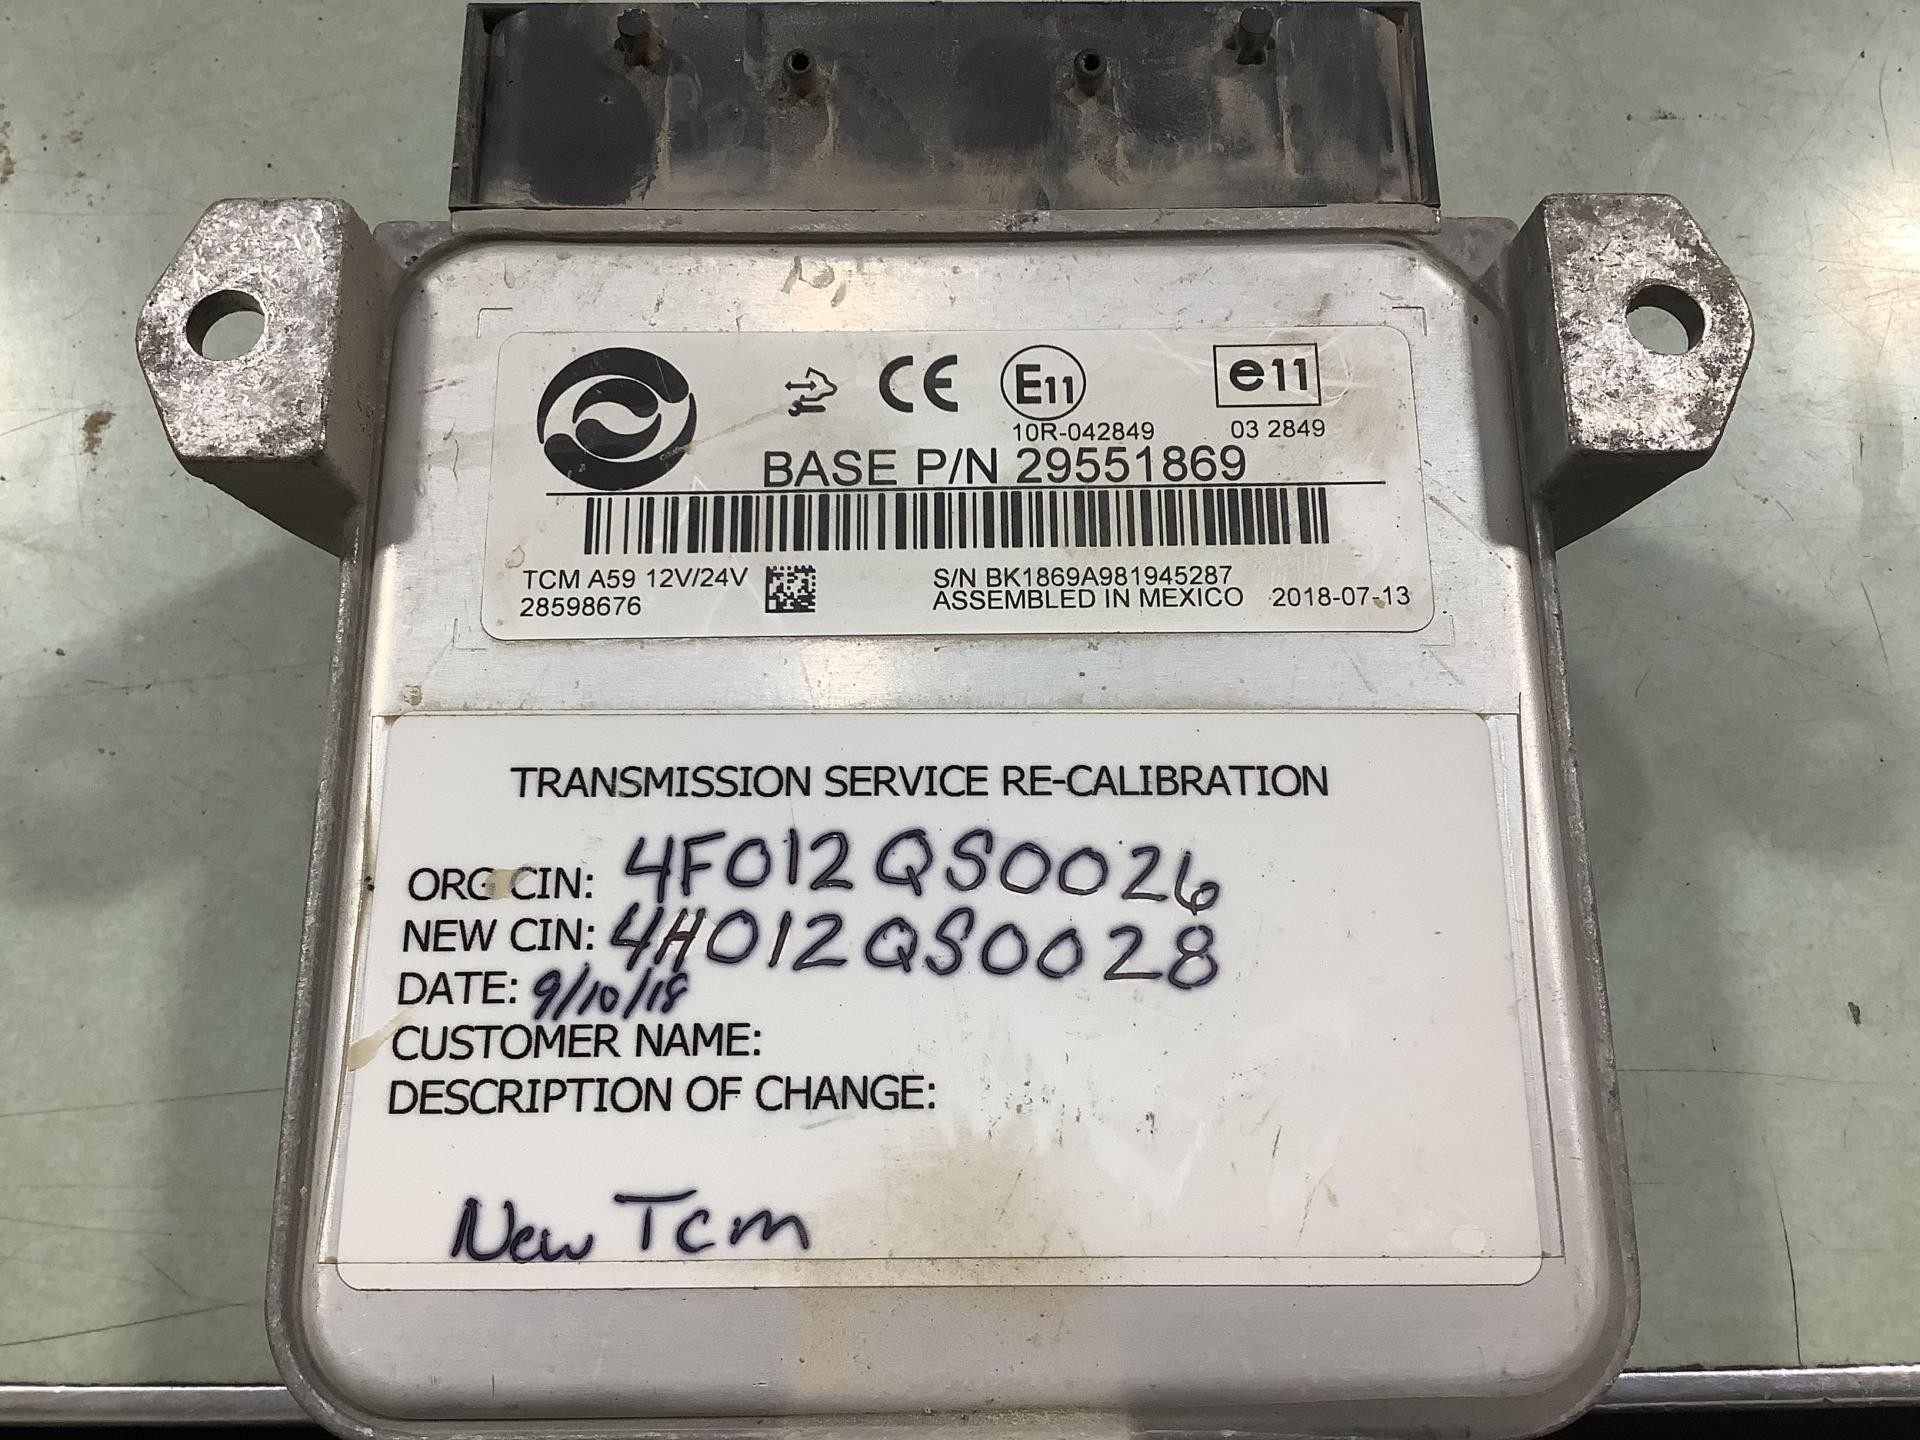 CE E11 e11
10R-042849 03 2849
BASE P/N 29551869
TCM A59 12V/24V S/N BK1869A981945287
28598676 ASSEMBLED IN MEXICO 2018-07-13
TRANSMISSION SERVICE RE-CALIBRATION
ORG CIN: 4F012QS0026
NEW CIN: 4H012QS0028
DATE: 9/10/18
CUSTOMER NAME:
DESCRIPTION OF CHANGE:
New Tcm